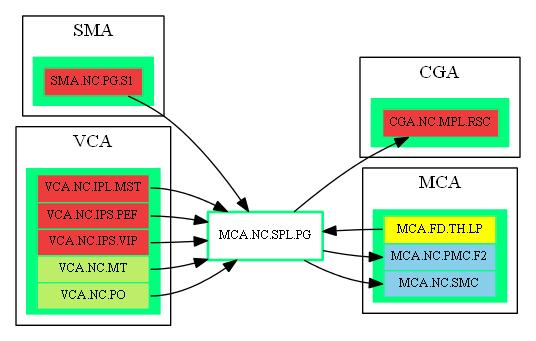 SMA
SMA.NC.PG.S1
VCA
VCA.NC.IPL.MST
VCA.NC.IPS.PEF
VCA.NC.IPS.VIP
VCA.NC.MT
VCA.NC.PO
MCA.NC.SPL.PG
CGA
CGA.NC.MPL.RSC
MCA
MCA.FD.TH.LP
MCA.NC.PMC.F2
MCA.NC.SMC